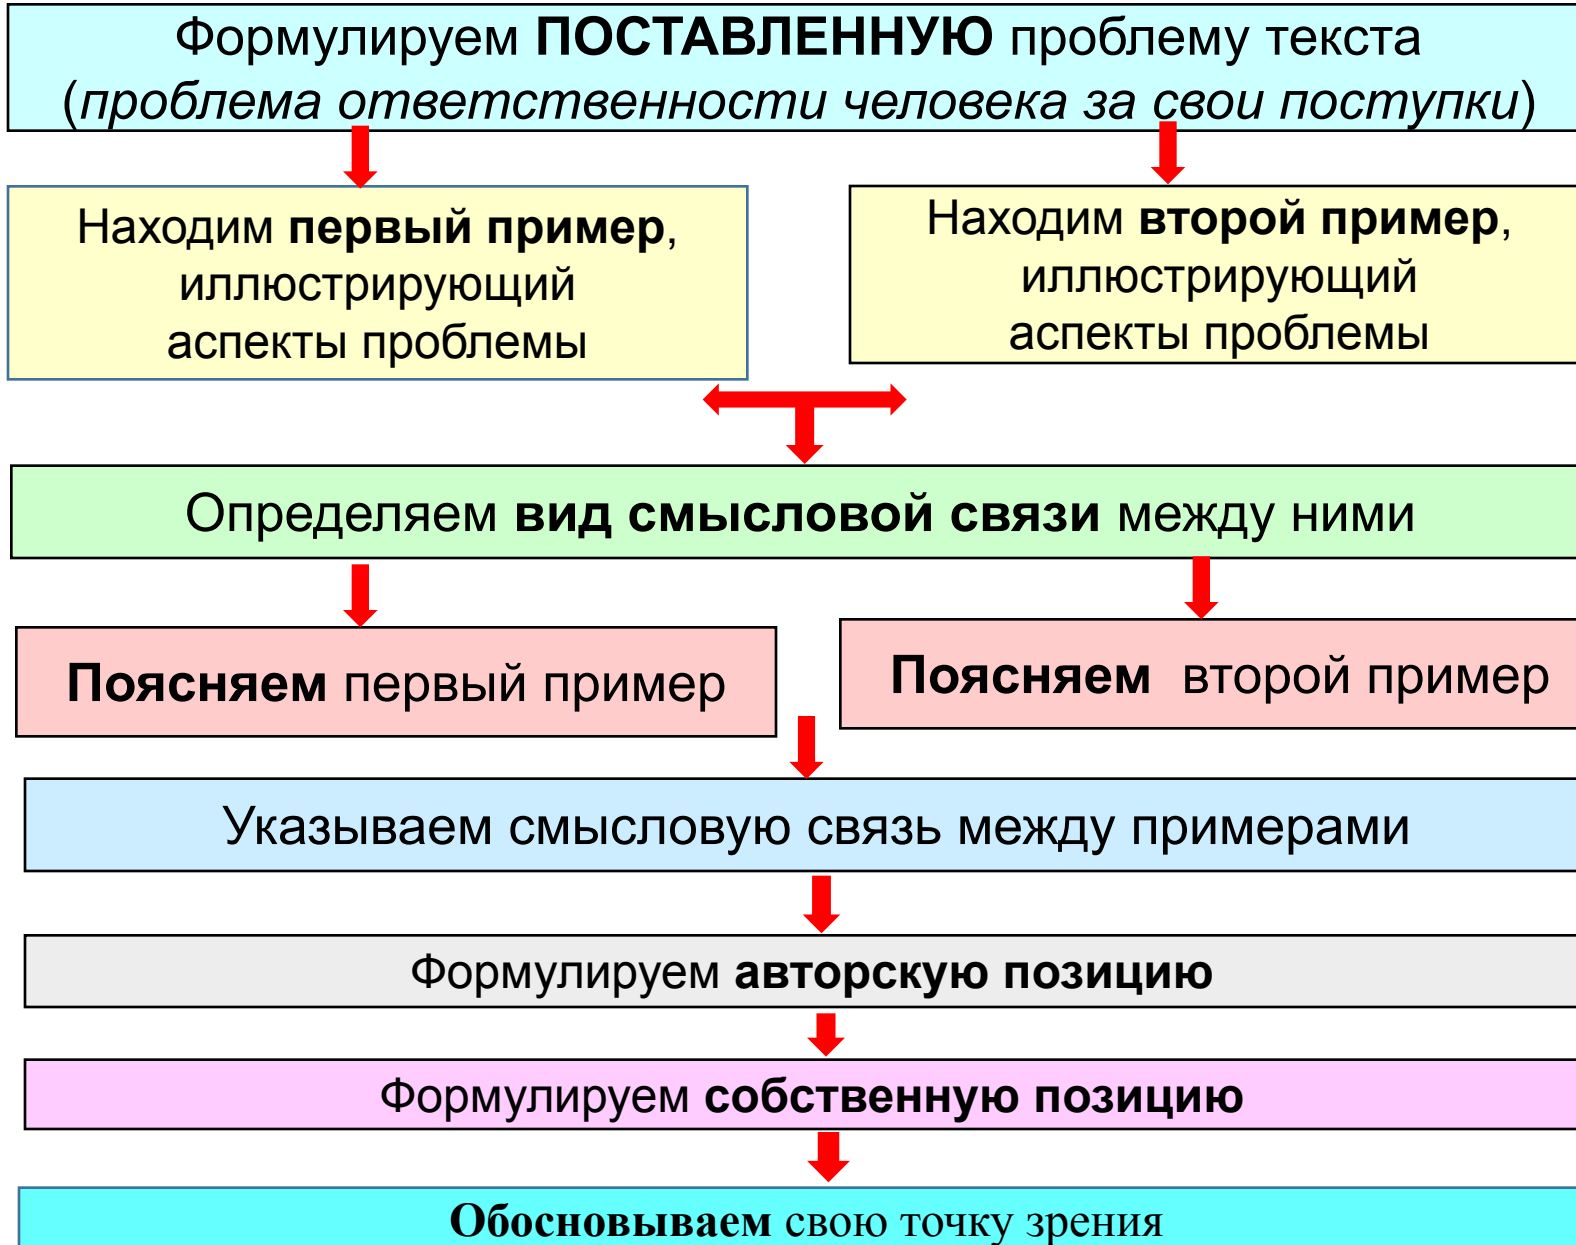 Формулируем ПОСТАВЛЕННУЮ проблему текста
(проблема ответственности человека за свои поступки)
Находим первый пример,
иллюстрирующий
аспекты проблемы
Находим второй пример,
иллюстрирующий
аспекты проблемы
Определяем вид смысловой связи между ними
Поясняем первый пример
Поясняем второй пример
Указываем смысловую связь между примерами
Формулируем авторскую позицию
Формулируем собственную позицию
Обосновываем свою точку зрения